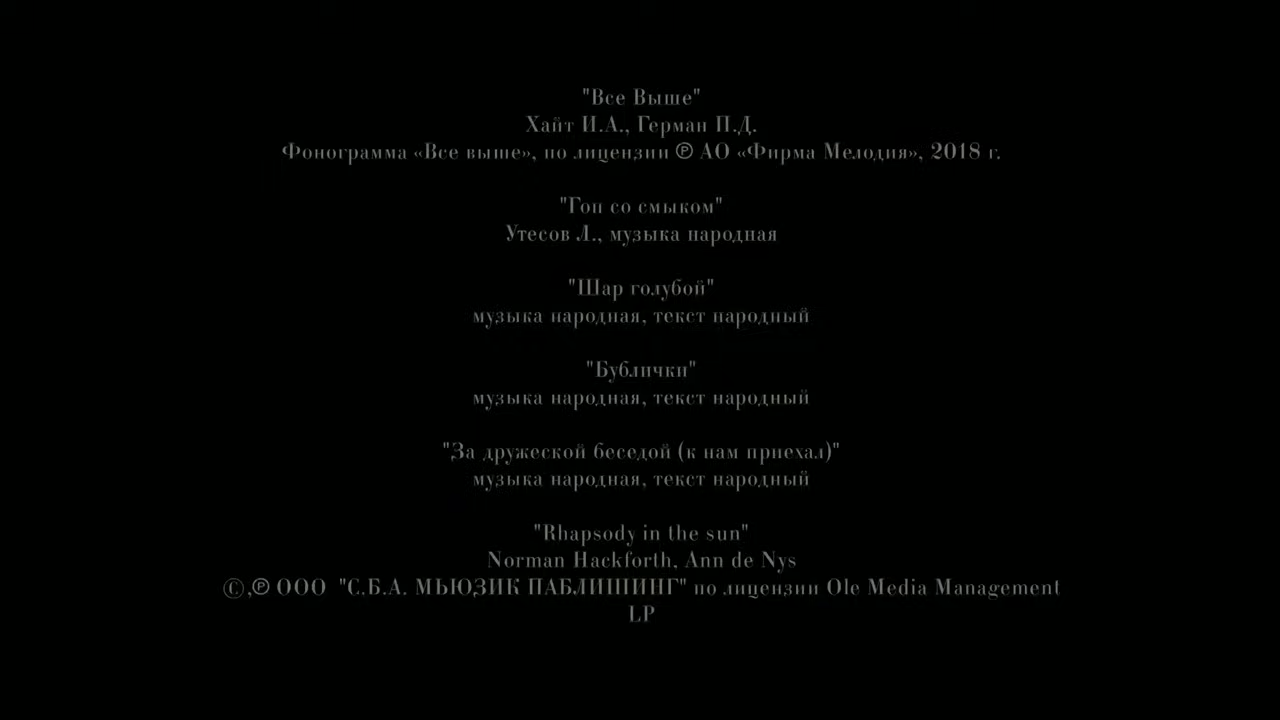 "Все Выше"
Хайт И.А., Герман П.Д.
Фонограмма «Все выше», по лицензии ℗ АО «Фирма Мелодия», 2018 г.
"Гоп со смыком"
Утесов Л., музыка народная
"Шар голубой"
музыка народная, текст народный
"Бублички"
музыка народная, текст народный
"За дружеской беседой (к нам приехал)"
музыка народная, текст народный
"Rhapsody in the sun"
Norman Hackforth, Ann de Nys
©,℗ ООО "С.Б.А. МЬЮЗИК ПАБЛИШИНГ" по лицензии Ole Media Management
LP